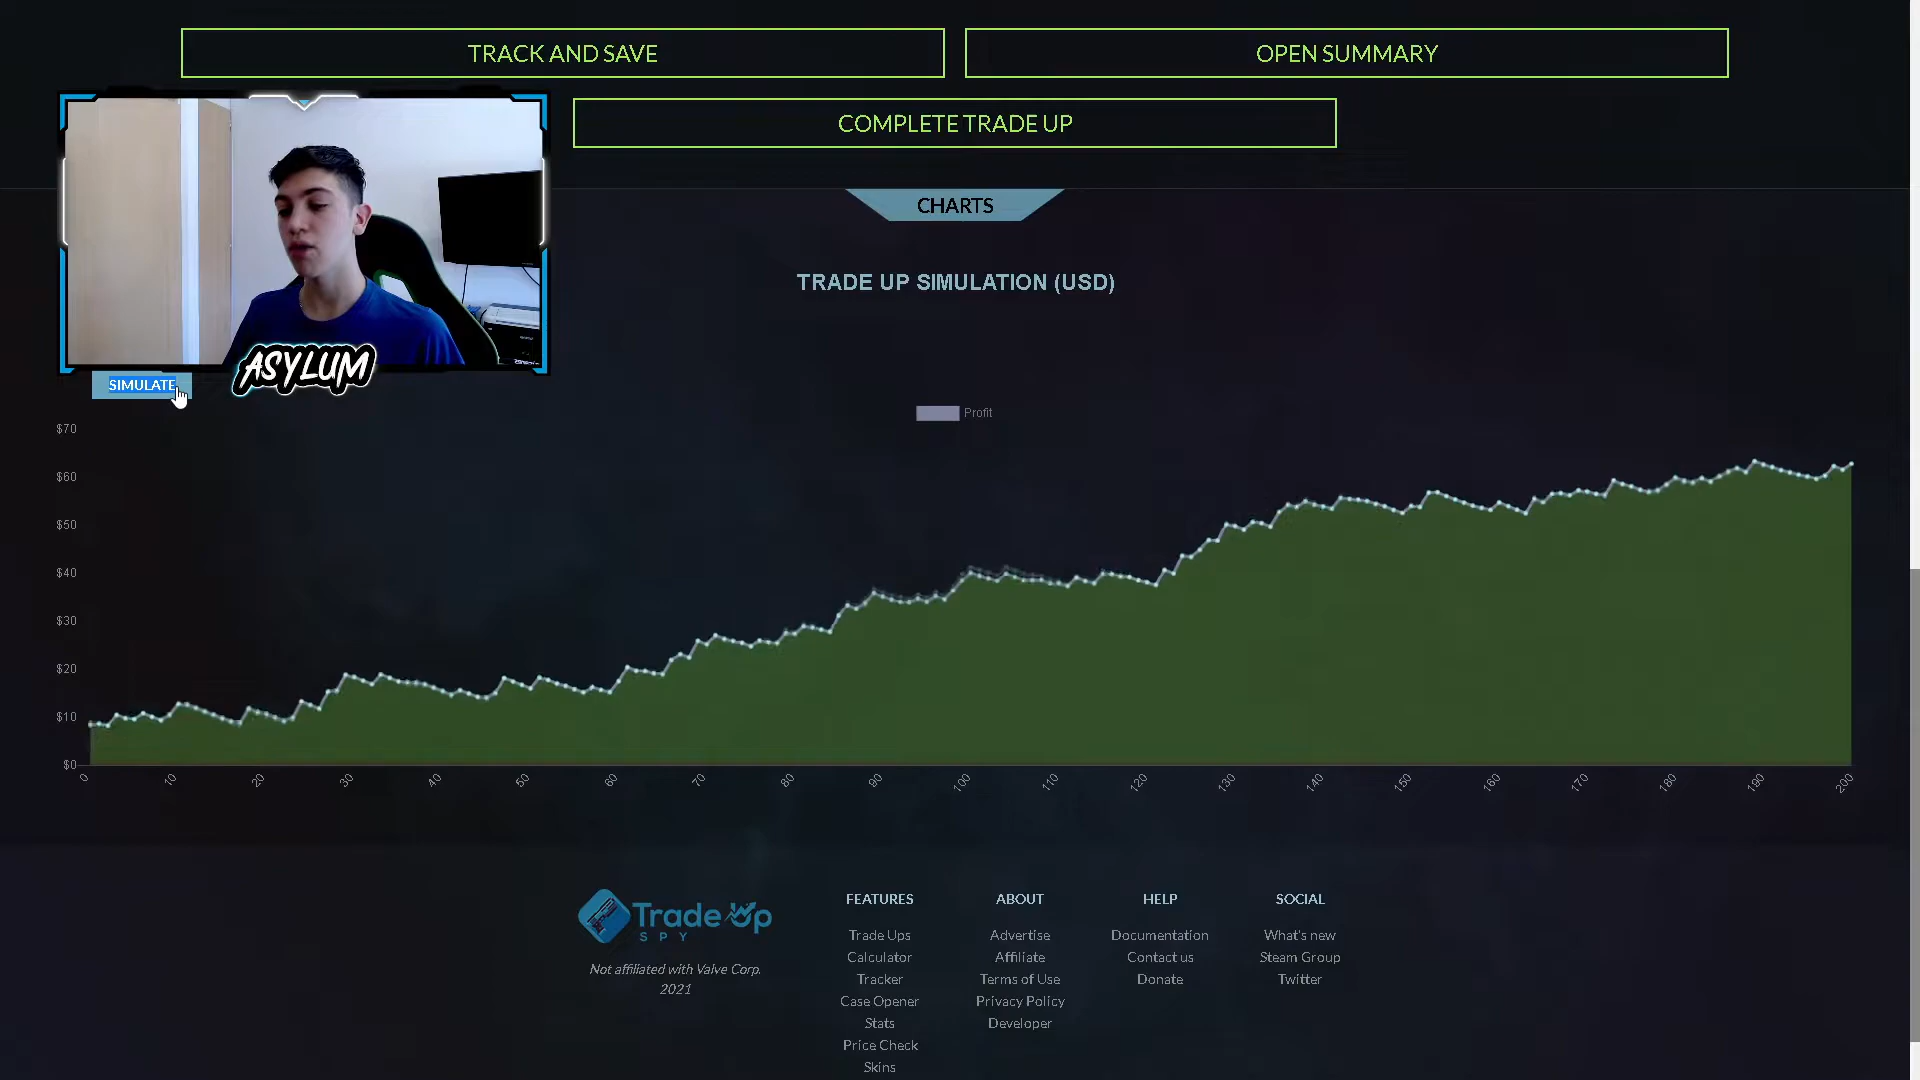 TRACK AND SAVE
OPEN SUMMARY
COMPLETE TRADE UP
CHARTS
TRADE UP SIMULATION (USD)
ASYLUM
SIMULATE
Profit
$70
$60
$50
$40
$30
$20
$10
$0
0 10 20 30 40 50 60 70 80 90 100 110 120 130 140 150 160 170 180 190 200
Trade Up
SPY
Not affiliated with Valve Corp.
2021
FEATURES
Trade Ups
Calculator
Tracker
Case Opener
Stats
Price Check
Skins
ABOUT
Advertise
Affiliate
Terms of Use
Privacy Policy
Developer
HELP
Documentation
Contact us
Donate
SOCIAL
What's new
Steam Group
Twitter